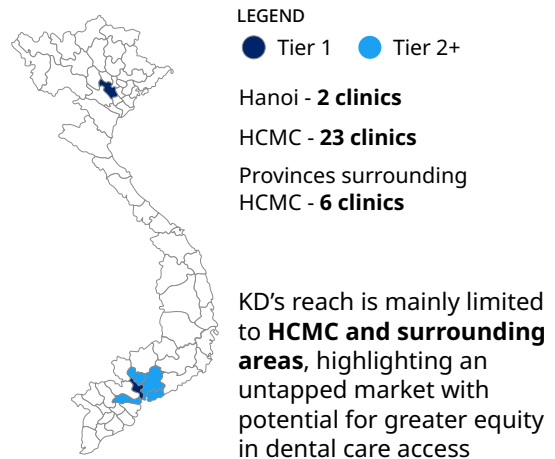 LEGEND
Tier 1
Tier 2+
Hanoi - 2 clinics
HCMC - 23 clinics
Provinces surrounding
HCMC - 6 clinics
KD’s reach is mainly limited
to HCMC and surrounding
areas, highlighting an
untapped market with
potential for greater equity
in dental care access